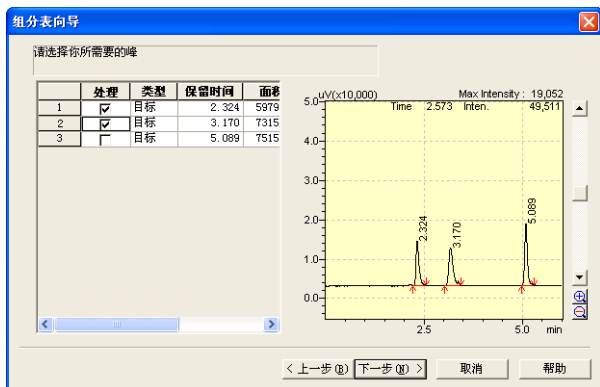 组分表向导
请选择你所需要的峰
处理 类型 保留时间 面积
1 目标 2.324 5979
2 目标 3.170 7315
3 目标 5.089 7515
uV(x10,000) Max Intensity : 19,052
Time 2.573 Inten. 49,511
5.0
4.0
3.0
2.0
1.0
0.0
2.324
3.170
5.089
2.5 5.0 min
< 上一步(B) 下一步(N) > 取消 帮助